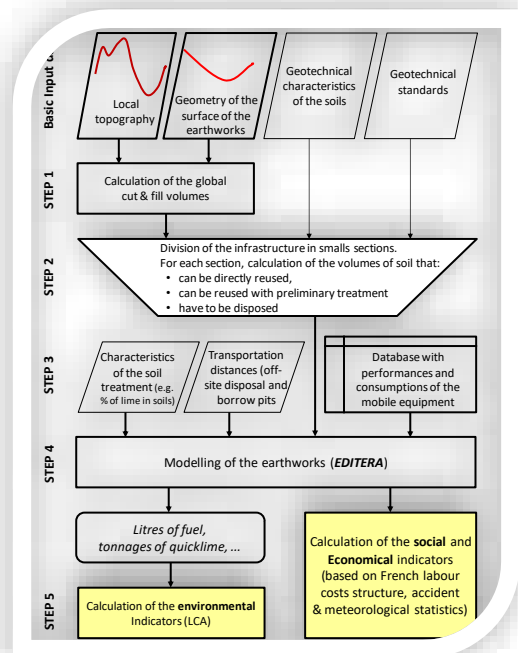 Basic Input
Local
topography
Geometry of the
surface of the
earthworks
Geotechnical
characteristics
of the soils
Geotechnical
standards
STEP 1
Calculation of the global
cut & fill volumes
STEP 2
Division of the infrastructure in smalls sections.
For each section, calculation of the volumes of soil that:
• can be directly reused,
• can be reused with preliminary treatment
• have to be disposed
STEP 3
Characteristics
of the soil
treatment (e.g.
% of lime in soils)
Transportation
distances (off-
site disposal and
borrow pits
Database with
performances and
consumptions of the
mobile equipment
STEP 4
Modelling of the earthworks (EDITERA)
Litres of fuel,
tonnages of quicklime, ...
Calculation of the social and
Economical indicators
(based on French labour
costs structure, accident
& meteorological statistics)
STEP 5
Calculation of the environmental
Indicators (LCA)